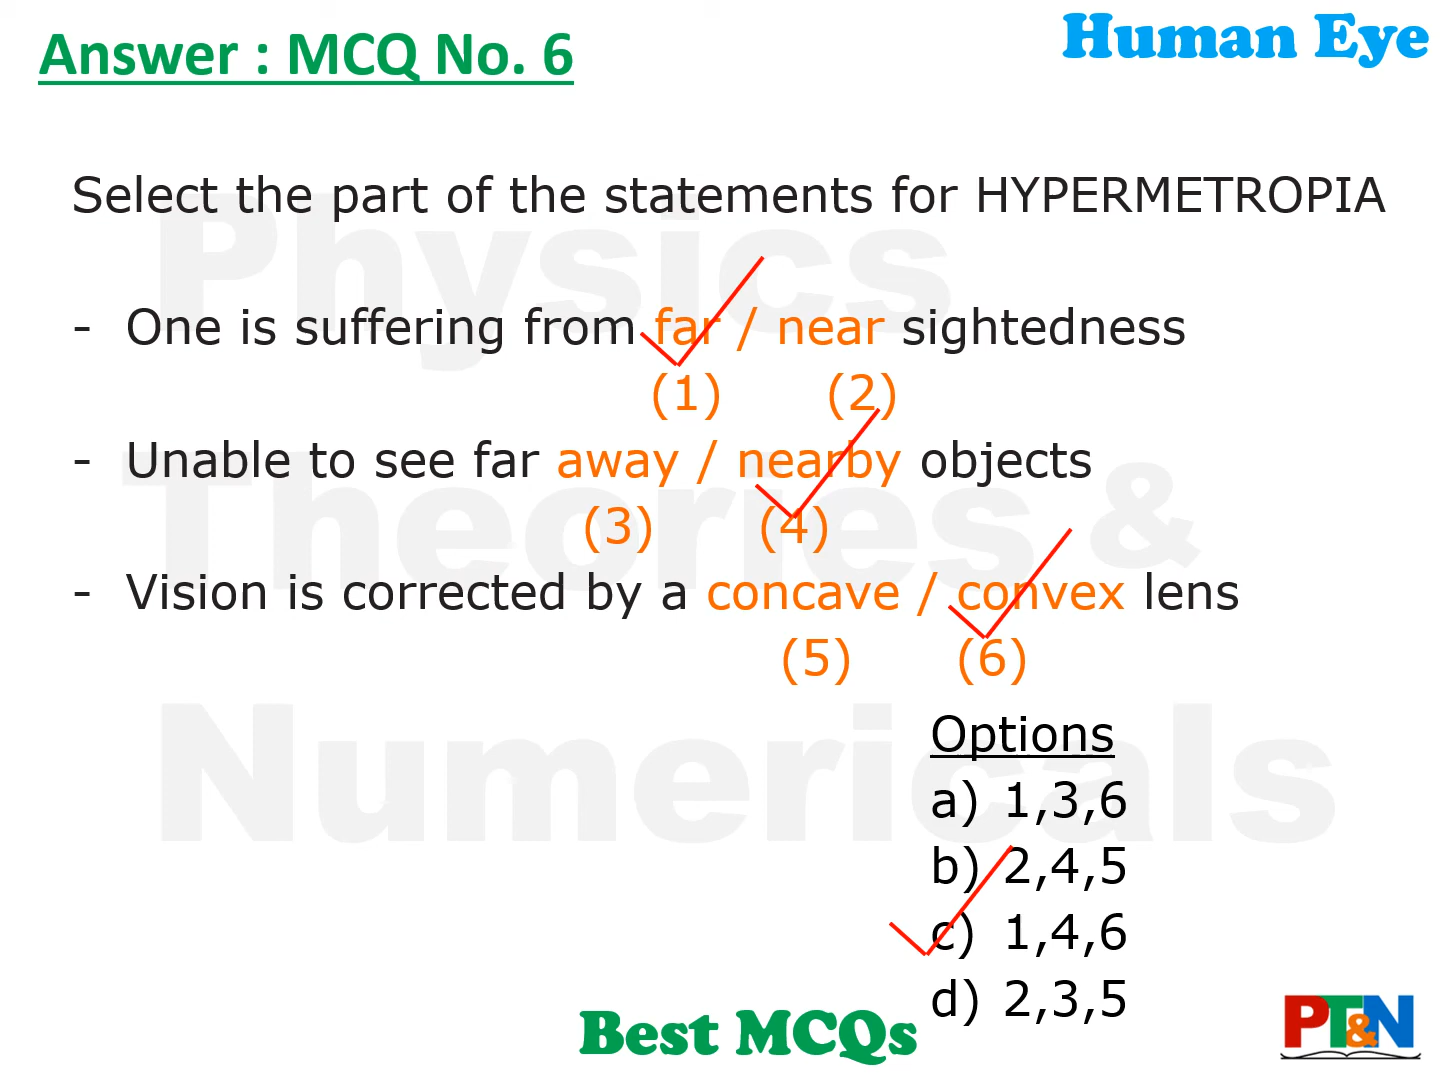 Answer : MCQ No. 6
Human Eye
Select the part of the statements for HYPERMETROPIA
- One is suffering from far / near sightedness
(1) (2)
- Unable to see far away / nearby objects
(3) (4)
- Vision is corrected by a concave / convex lens
(5) (6)
Options
a) 1,3,6
b) 2,4,5
c) 1,4,6
d) 2,3,5
Best MCQs
PT&N
Physics
Theories &
Numericals